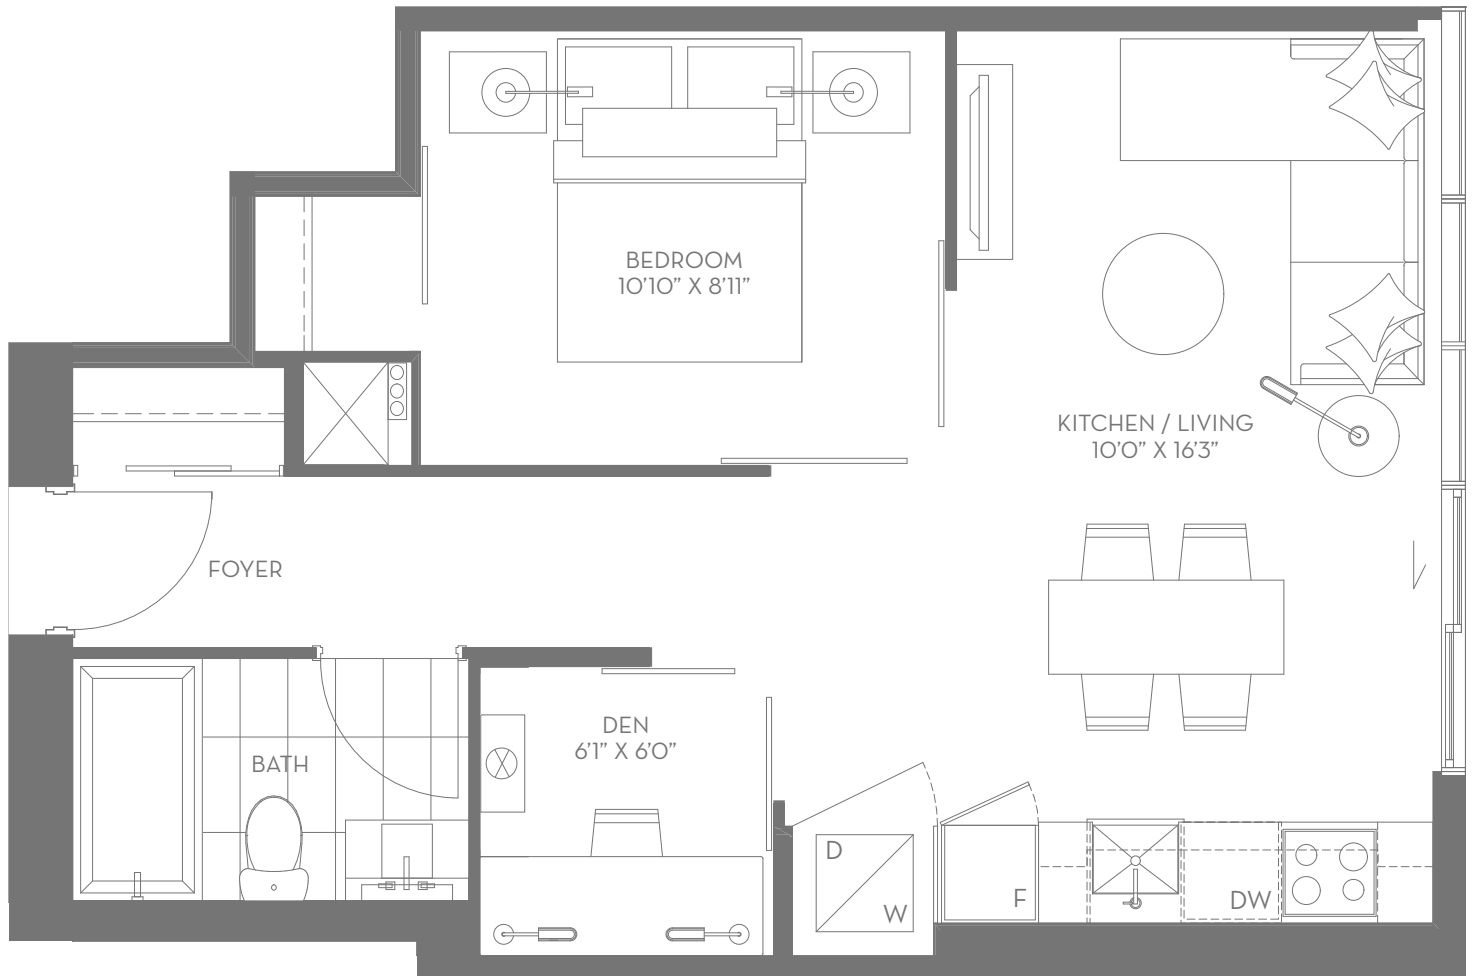 BEDROOM
10'10" X 8'11"
KITCHEN / LIVING
10'0" X 16'3"
FOYER
DEN
6'1" X 6'0"
BATH
D
W
F
DW